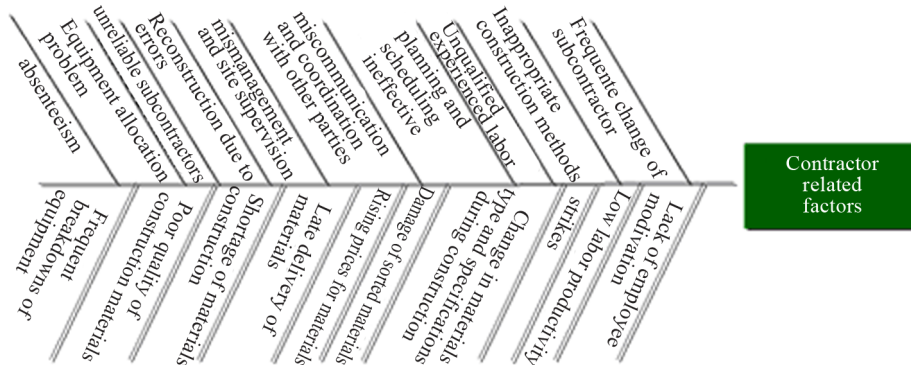 absenteeism
Equipment allocation
problem
unreliable subcontractors
Reconstruction due to
errors
mismanagement
and site supervision
miscommunication
and coordination
with other parties
planning and
scheduling
ineffective
Unqualified
experienced labor
Inappropriate
construction methods
Frequente change of
subcontractor
Contractor
related
factors
Frequent
breakdowns of
equipment
Poor quality of
construction materials
Shortage of materials
construction
Late delivery of
materials
Rising prices for materials
Damage of sorted materials
Change in materials
type and specifications
during construction
strikes
Low labor productivity
Lack of employee
modivation